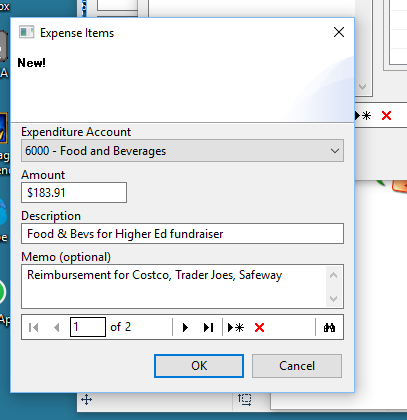 Expense Items
New!
Expenditure Account
6000 - Food and Beverages
Amount
$183.91
Description
Food & Bevs for Higher Ed fundraiser
Memo (optional)
Reimbursement for Costco, Trader Joes, Safeway
1 of 2
OK Cancel